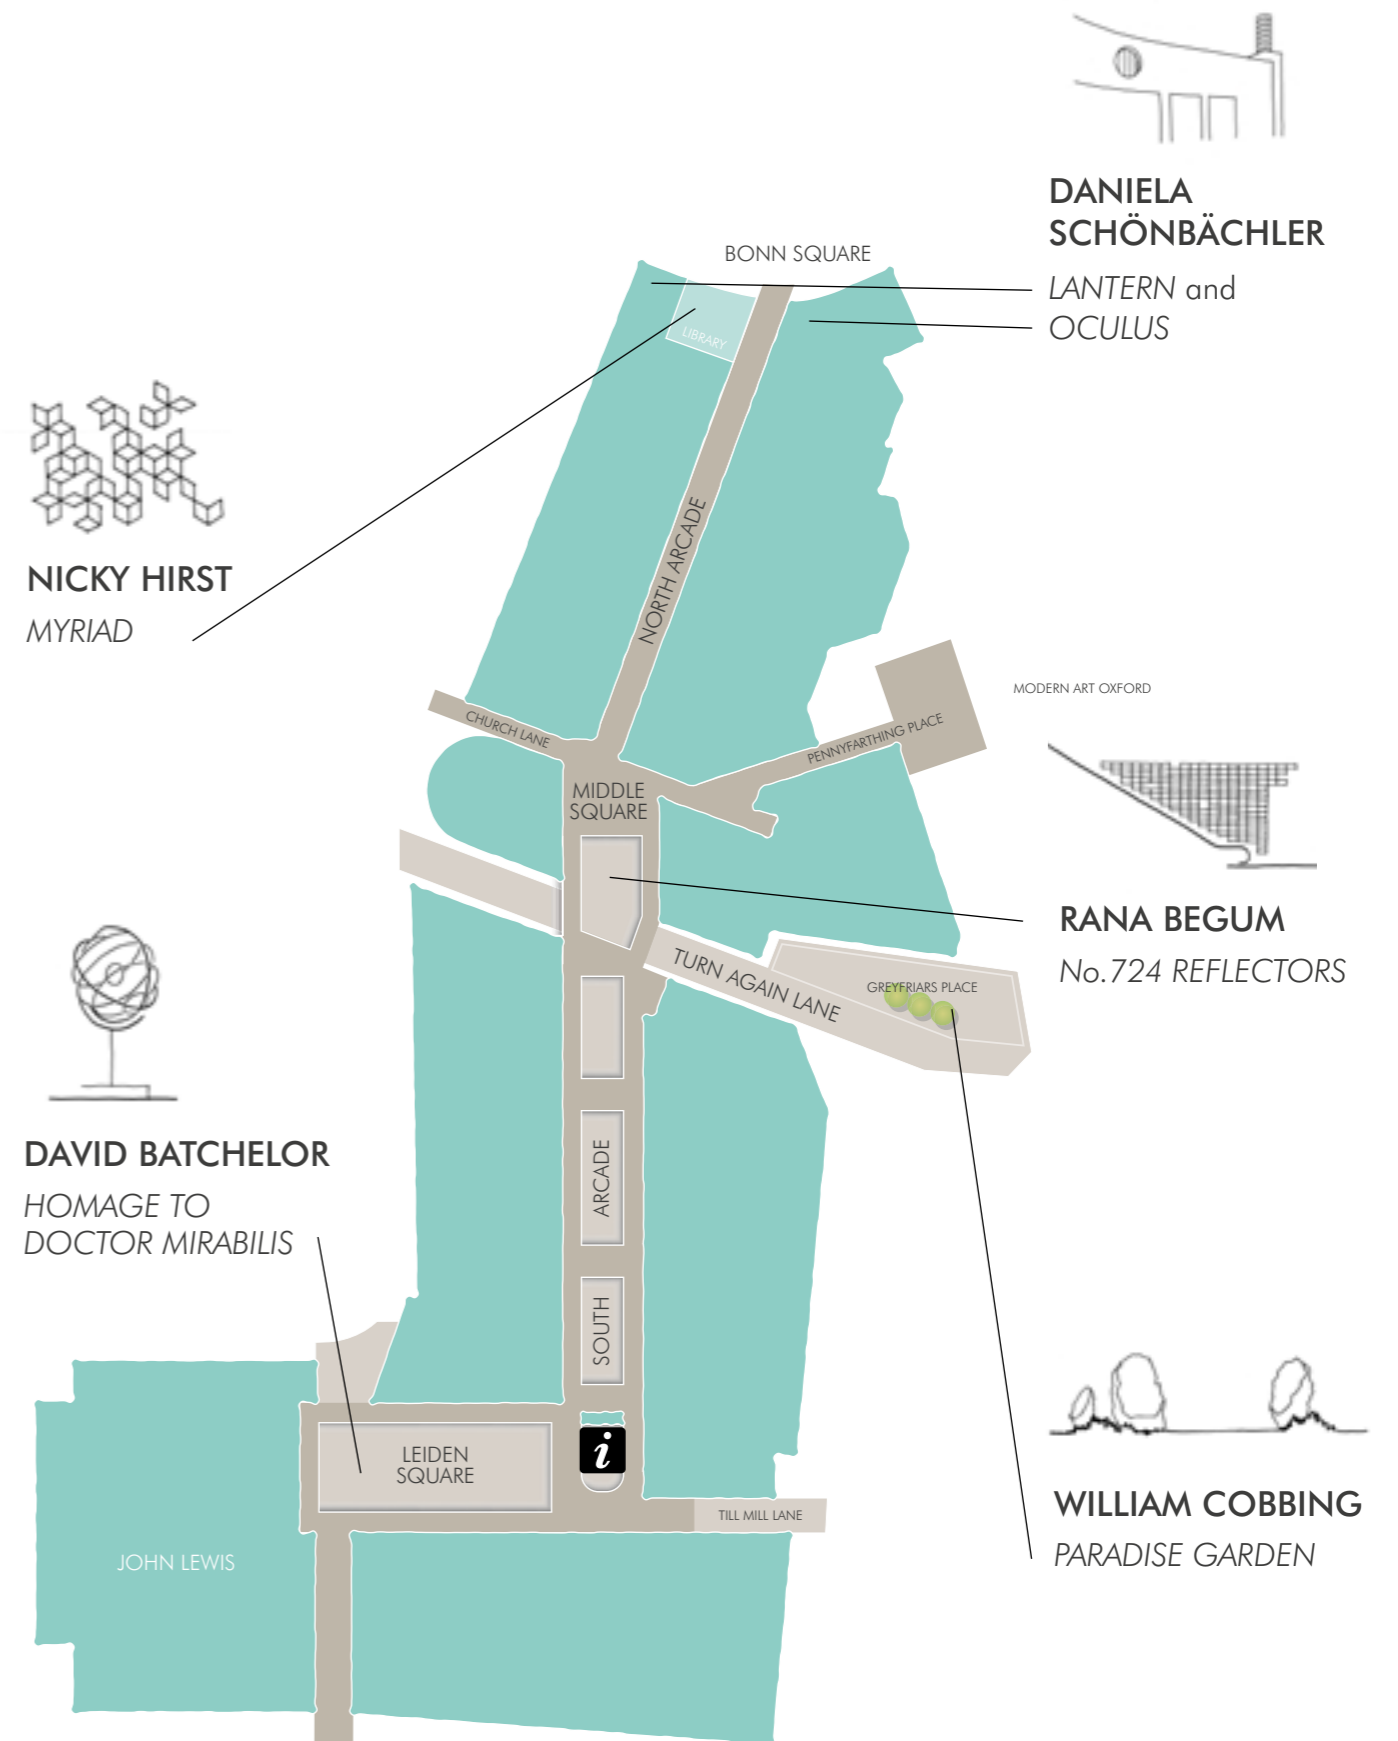 DANIELA
SCHÖNBÄCHLER
LANTERN and
OCULUS
BONN SQUARE
LIBRARY
NICKY HIRST
MYRIAD
NORTH ARCADE
MODERN ART OXFORD
CHURCH LANE
PENNYFARTHING PLACE
MIDDLE
SQUARE
RANA BEGUM
No.724 REFLECTORS
TURN AGAIN LANE
GREYFRIARS PLACE
DAVID BATCHELOR
HOMAGE TO
DOCTOR MIRABILIS
SOUTH ARCADE
WILLIAM COBBING
PARADISE GARDEN
LEIDEN
SQUARE
i
TILL MILL LANE
JOHN LEWIS